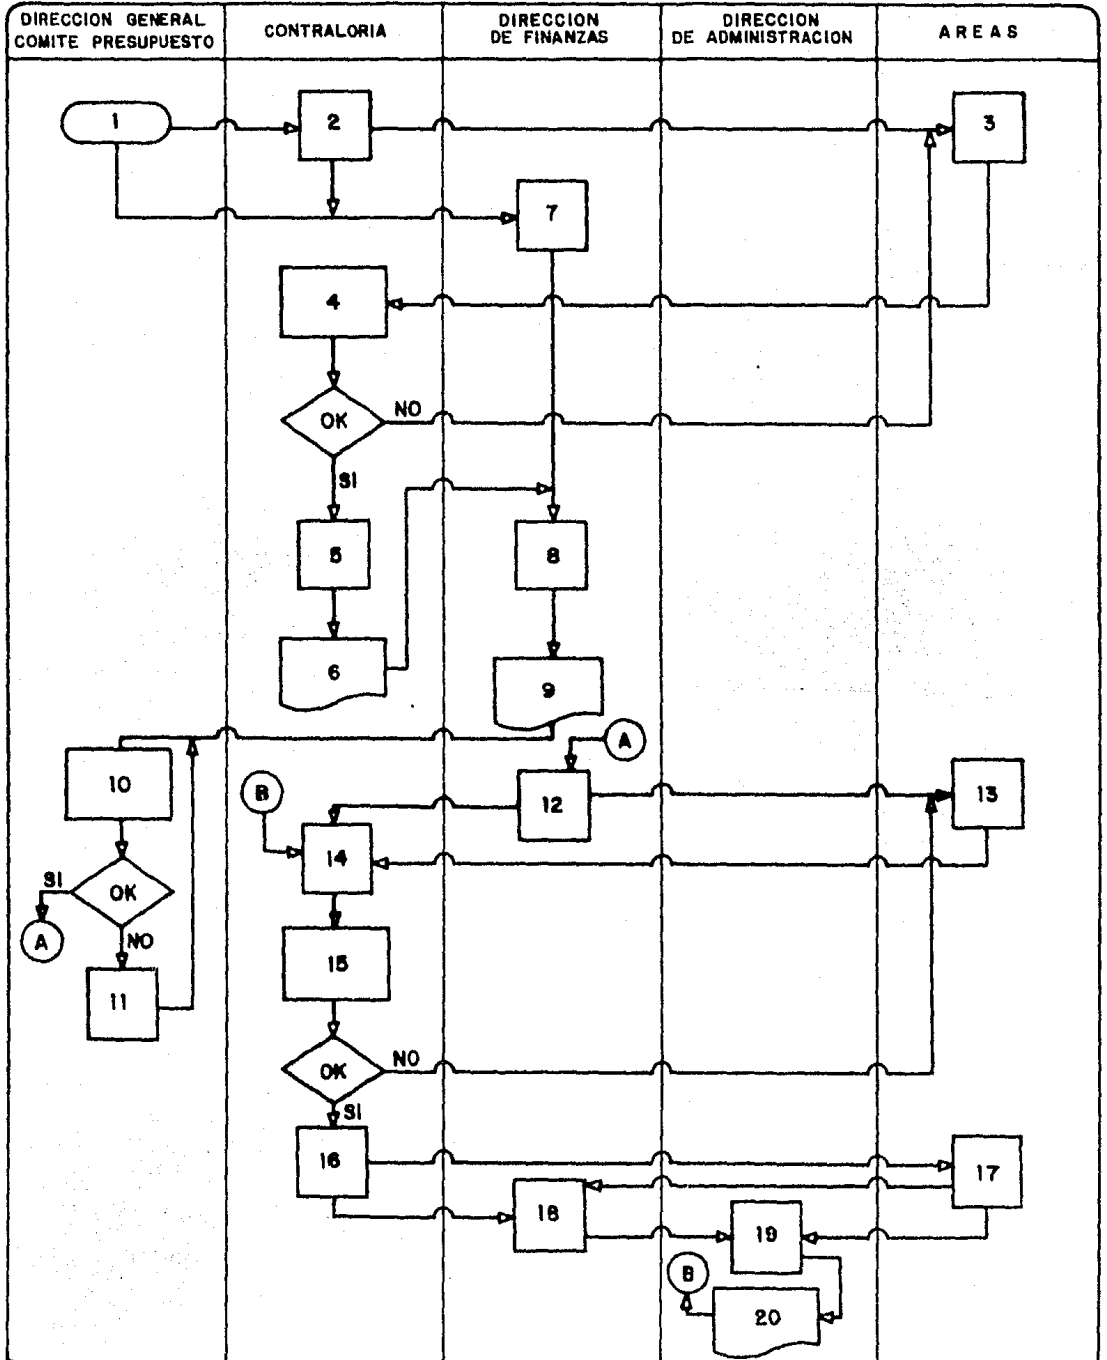 DIRECCION GENERAL
COMITE PRESUPUESTO
CONTRALORIA
DIRECCION
DE FINANZAS
DIRECCION
DE ADMINISTRACION
AREAS
1
2
3
7
4
OK
NO
SI
5
8
6
9
A
10
B
12
13
14
OK
SI
A
NO
15
11
OK
NO
SI
16
17
18
19
B
20